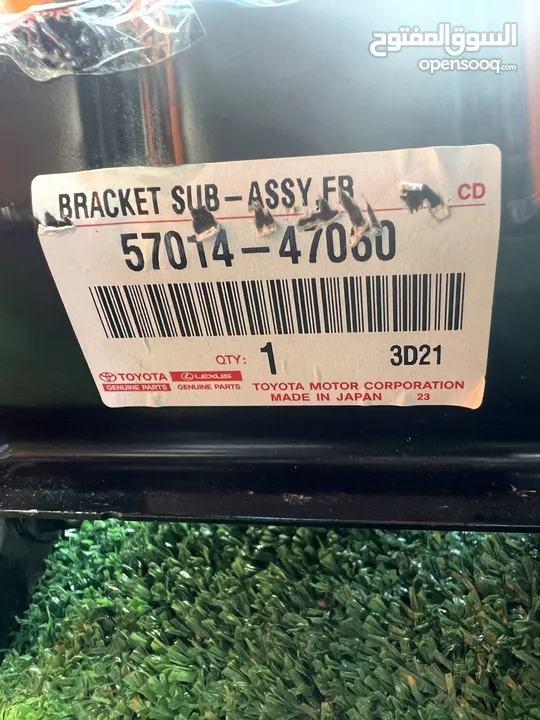 السوق المفتوح
opensooq.com
BRACKET SUB-ASSY, FR
CD
57014-47060
QTY: 1 3D21
TOYOTA LEXUS
GENUINE PARTS GENUINE PARTS
TOYOTA MOTOR CORPORATION
MADE IN JAPAN 23